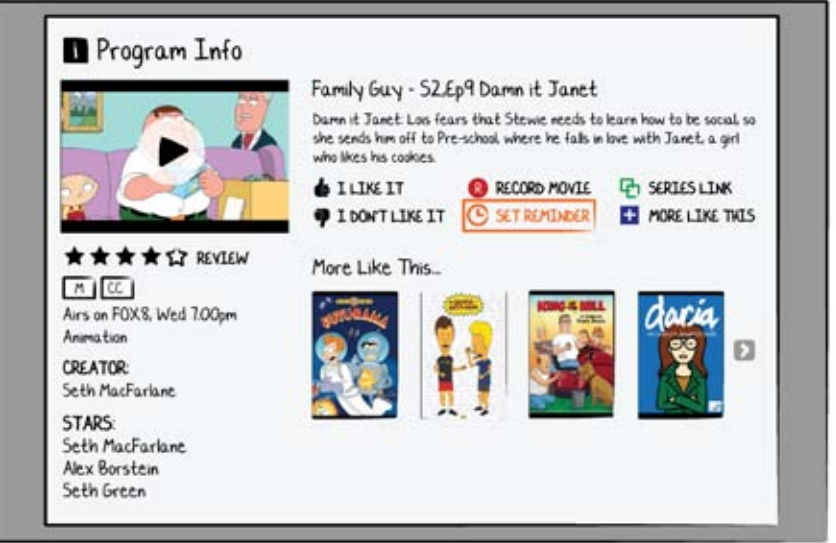 i Program Info
Family Guy - S2,Ep9 Damn it Janet
Damn it Janet: Lois fears that Stewie needs to learn how to be social, so
she sends him off to Pre-school, where he falls in love with Janet, a girl
who likes his cookies.
I LIKE IT
R RECORD MOVIE
SERIES LINK
I DON'T LIKE IT
SET REMINDER
MORE LIKE THIS
REVIEW
M CC
Airs on FOX8, Wed 7.00pm
Animation
CREATOR:
Seth MacFarlane
STARS:
Seth MacFarlane
Alex Borstein
Seth Green
More Like This...
FUTURAMA
KING OF THE HILL
daria